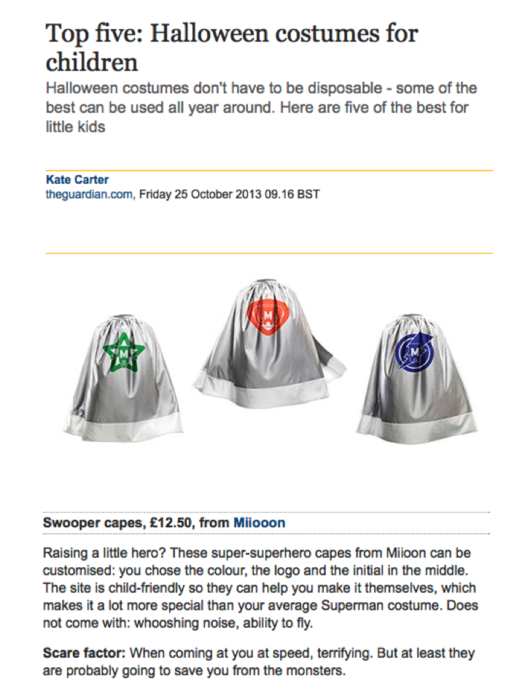 Top five: Halloween costumes for
children
Halloween costumes don't have to be disposable - some of the
best can be used all year around. Here are five of the best for
little kids
Kate Carter
theguardian.com, Friday 25 October 2013 09.16 BST
M
M
M
Swooper capes, £12.50, from Miiooon
Raising a little hero? These super-superhero capes from Miioon can be
customised: you chose the colour, the logo and the initial in the middle.
The site is child-friendly so they can help you make it themselves, which
makes it a lot more special than your average Superman costume. Does
not come with: whooshing noise, ability to fly.
Scare factor: When coming at you at speed, terrifying. But at least they
are probably going to save you from the monsters.